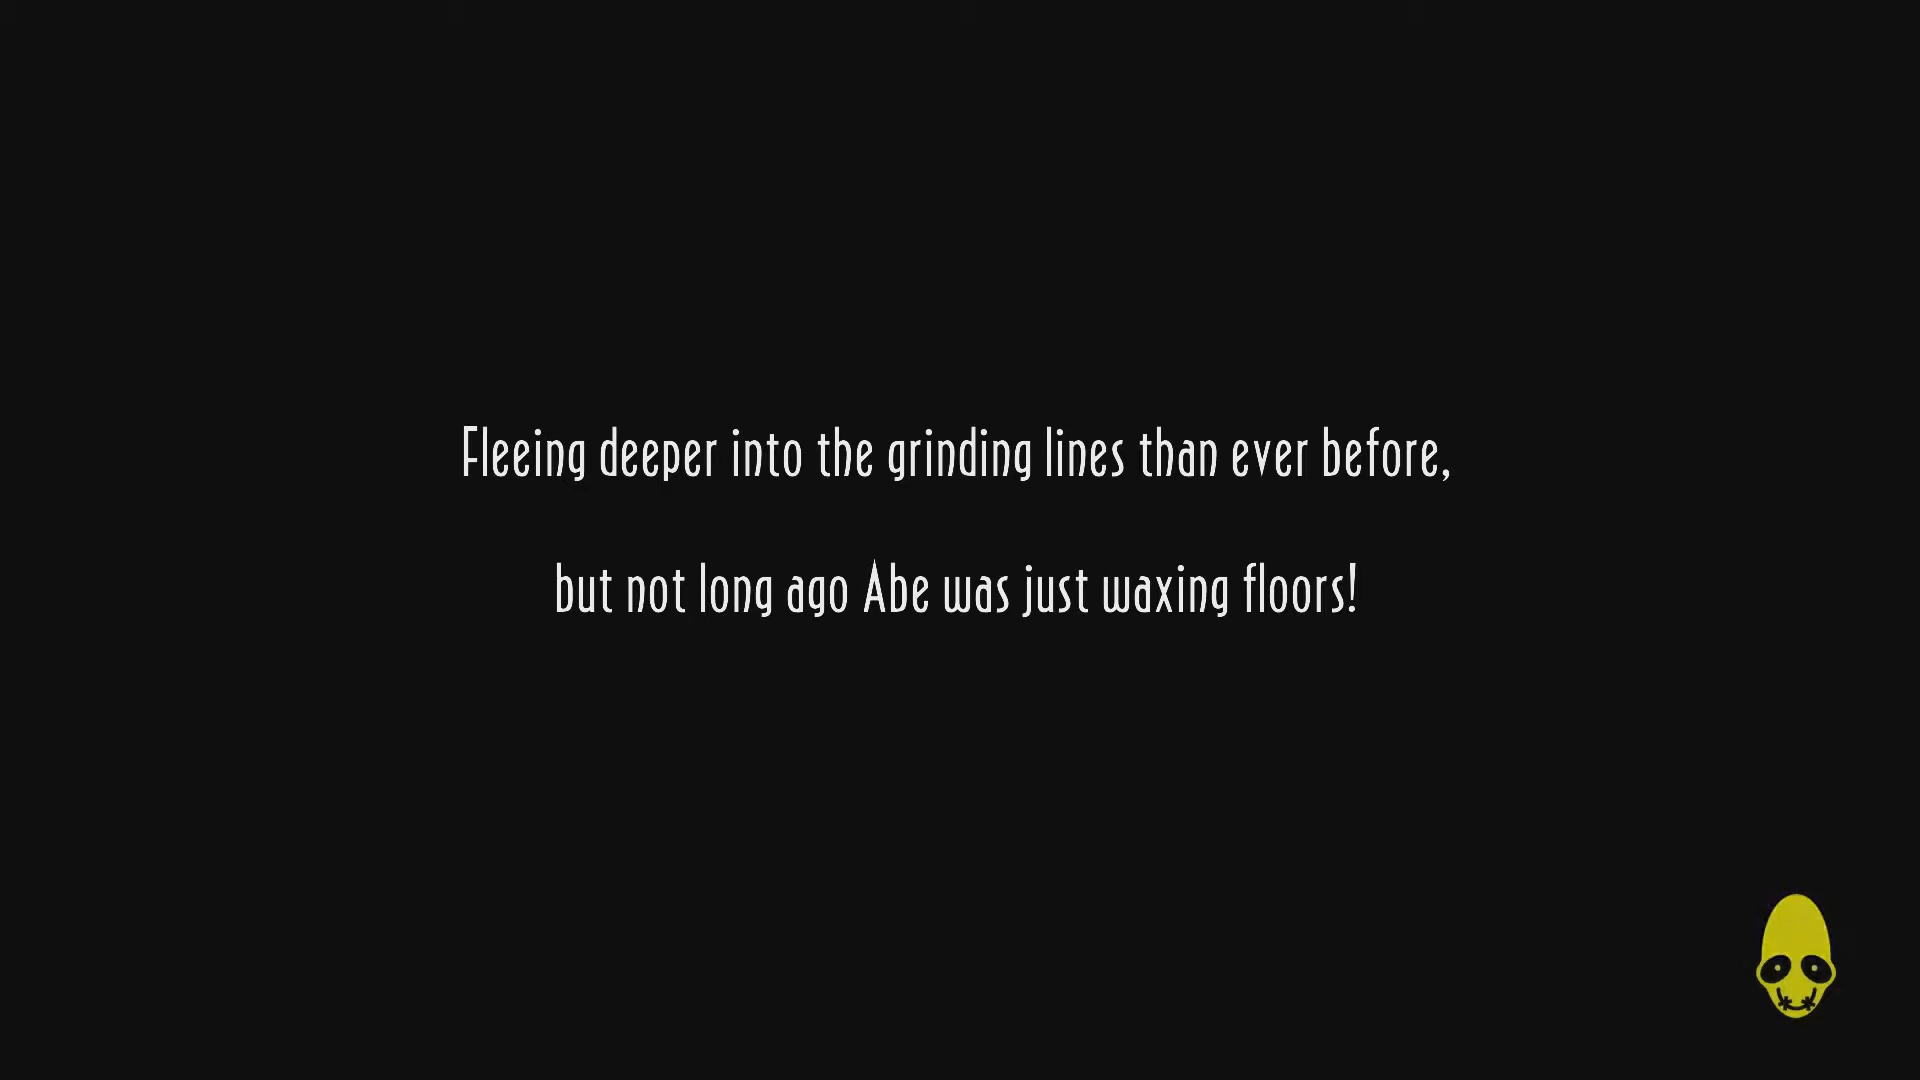 Fleeing deeper into the grinding lines than ever before,
but not long ago Abe was just waxing floors!